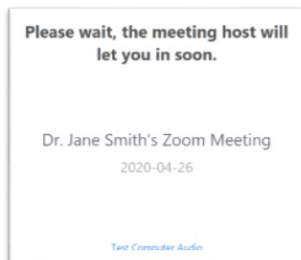 Please wait, the meeting host will
let you in soon.
Dr. Jane Smith's Zoom Meeting
2020-04-26
Test Computer Audio